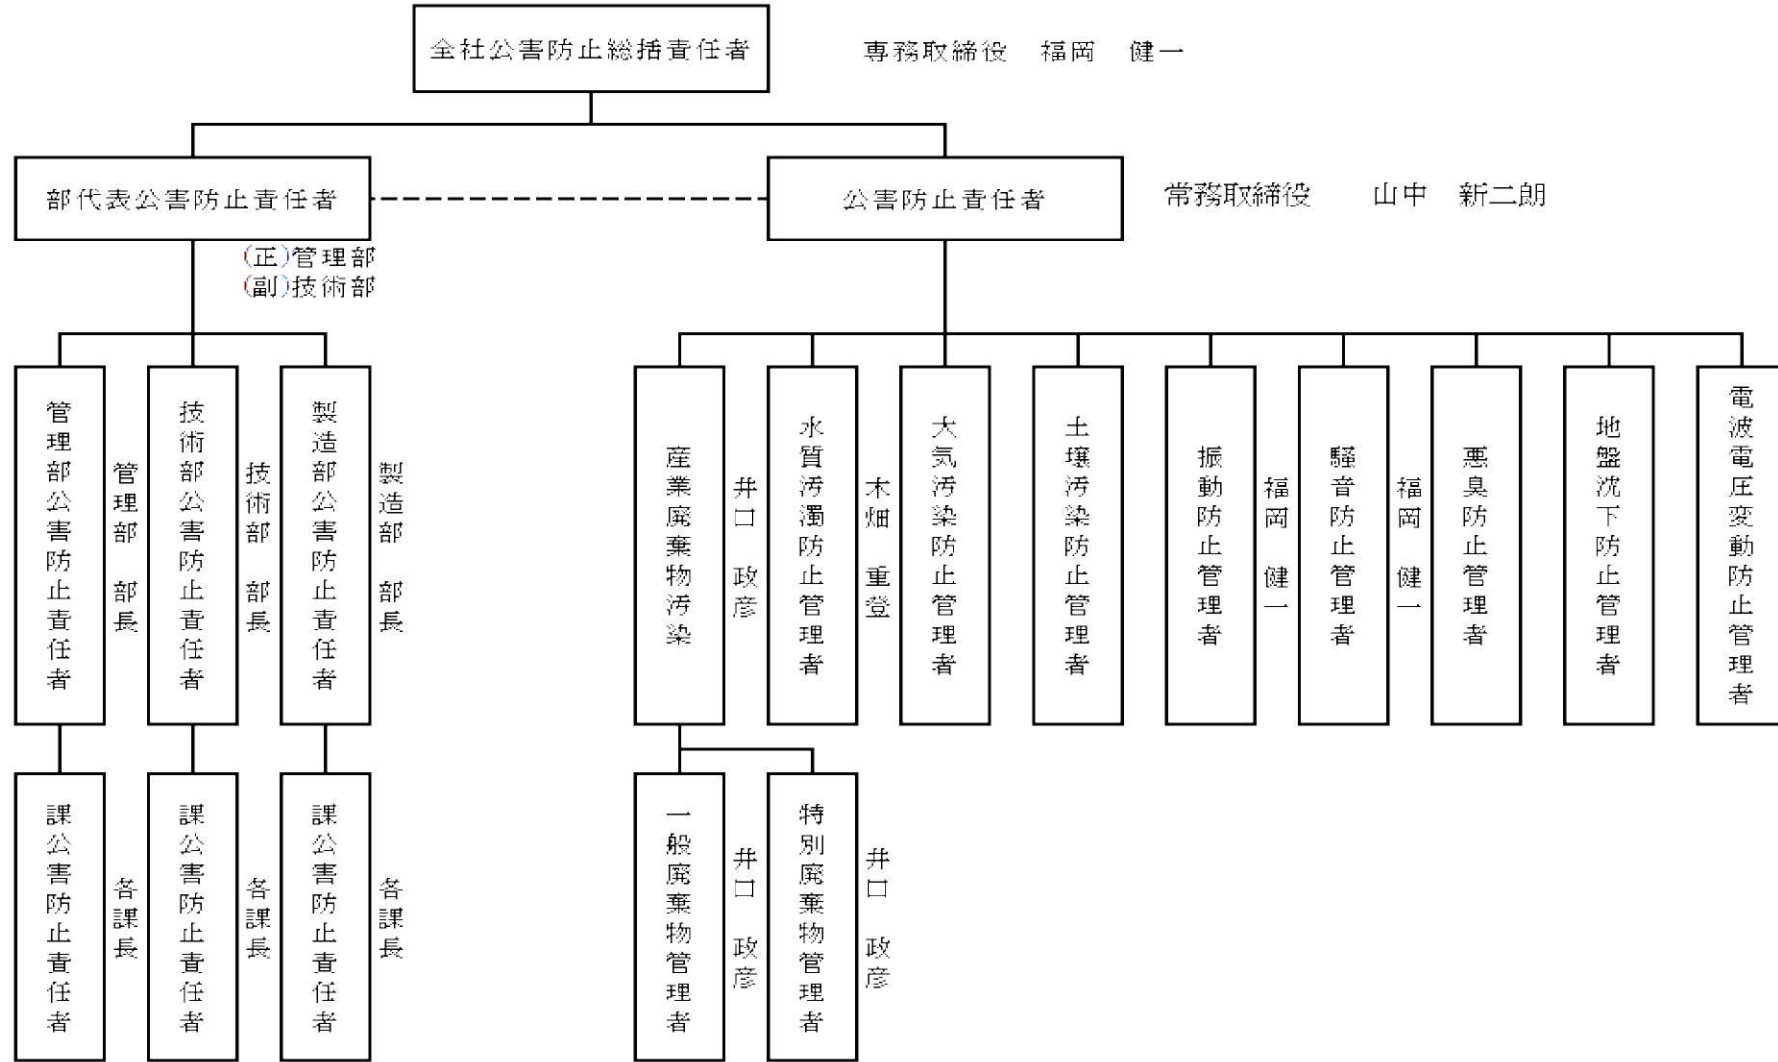 全社公害防止総括責任者
専務取締役 福岡 健一
部代表公害防止責任者
公害防止責任者
常務取締役 山中 新二朗
(正)管理部
(副)技術部
管理部公害防止責任者
管理部 部長
技術部公害防止責任者
技術部 部長
製造部公害防止責任者
製造部 部長
産業廃棄物汚染
井口 政彦
水質汚濁防止管理者
木畑 重登
大気汚染防止管理者
土壌汚染防止管理者
振動防止管理者
福岡 健一
騒音防止管理者
福岡 健一
悪臭防止管理者
地盤沈下防止管理者
電波電圧変動防止管理者
課公害防止責任者
各課長
課公害防止責任者
各課長
課公害防止責任者
各課長
一般廃棄物管理者
井口 政彦
特別廃棄物管理者
井口 政彦